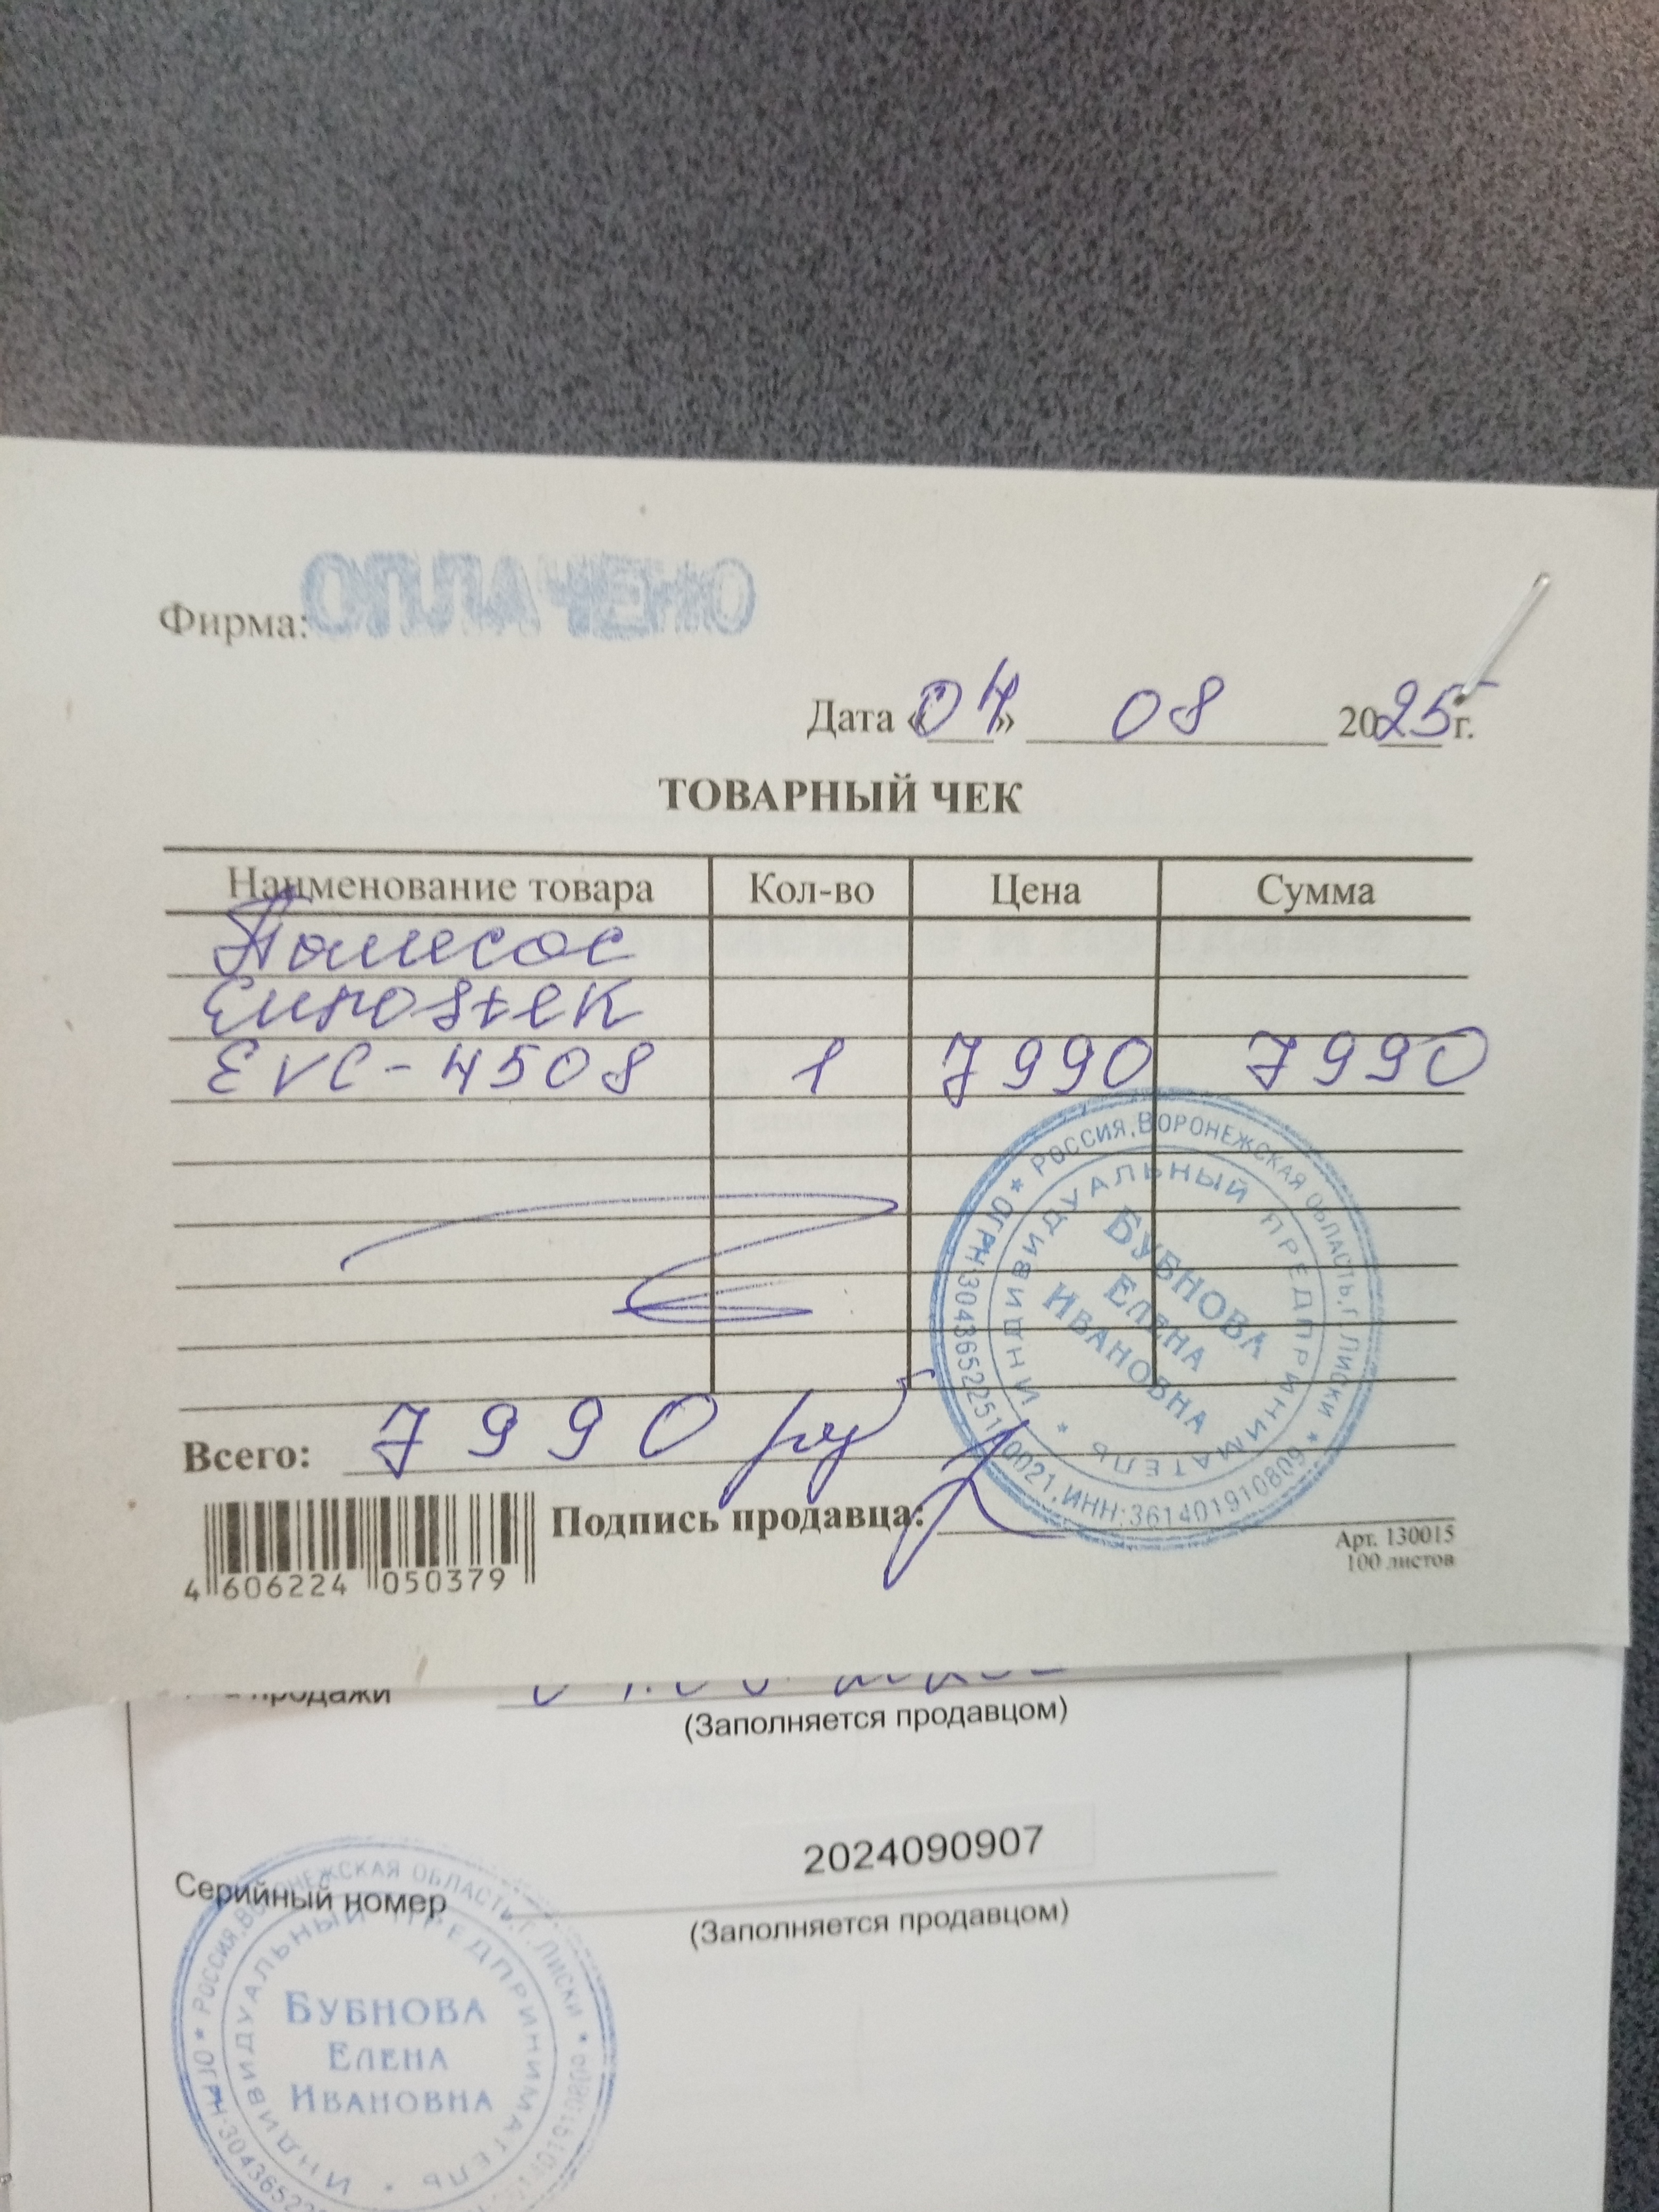 ОПЛАЧЕНО
Фирма:
Дата «04» 08 2025 г.
ТОВАРНЫЙ ЧЕК
Наименование товара Кол-во Цена Сумма
Пылесос
Eurostek
EVC-4508 1 7990 7990
РОССИЯ, ВОРОНЕЖСКАЯ ОБЛАСТЬ, Г. ЛИСКИ * ОГРН:304365225100021, ИНН:361401910809 *
ИНДИВИДУАЛЬНЫЙ ПРЕДПРИНИМАТЕЛЬ *
БУБНОВА
ЕЛЕНА
ИВАНОВНА
Всего: 7990 руб
Подпись продавца:
4 606224 050379
Арт. 130015
100 листов
продажи
(Заполняется продавцом)
Серийный номер 2024090907
(Заполняется продавцом)
РОССИЯ, ВОРОНЕЖСКАЯ ОБЛАСТЬ, Г. ЛИСКИ *
ИНДИВИДУАЛЬНЫЙ ПРЕДПРИНИМАТЕЛЬ *
БУБНОВА
ЕЛЕНА
ИВАНОВНА